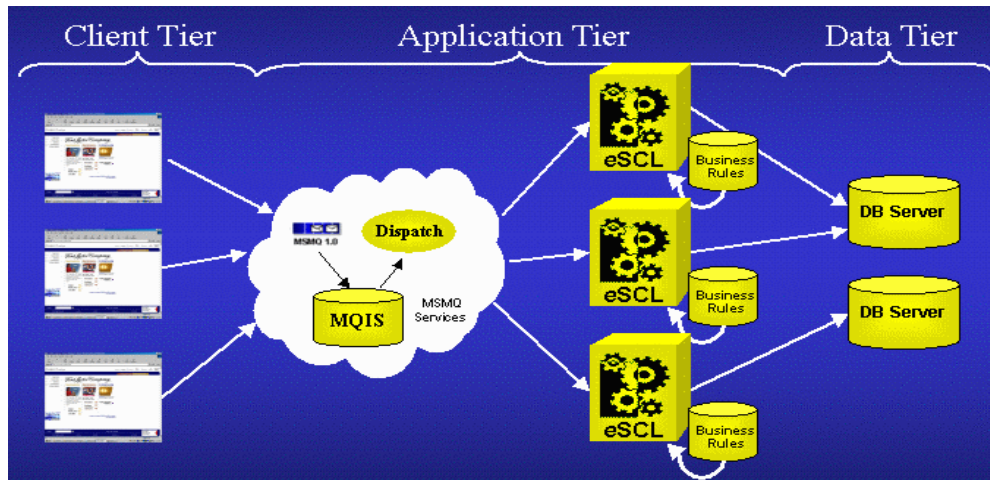 Client Tier
Application Tier
Data Tier
eSCL
Business
Rules
MSMQ 1.0
Dispatch
MQIS
MSMQ
Services
eSCL
Business
Rules
eSCL
Business
Rules
DB Server
DB Server